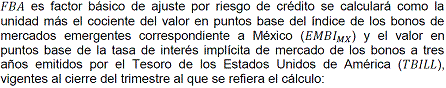 FBA es factor básico de ajuste por riesgo de crédito se calculará como la
unidad más el cociente del valor en puntos base del índice de los bonos de
mercados emergentes correspondiente a México (EMBI_MX) y el valor en
puntos base de la tasa de interés implícita de mercado de los bonos a tres
años emitidos por el Tesoro de los Estados Unidos de América (TBILL),
vigentes al cierre del trimestre al que se refiera el cálculo: